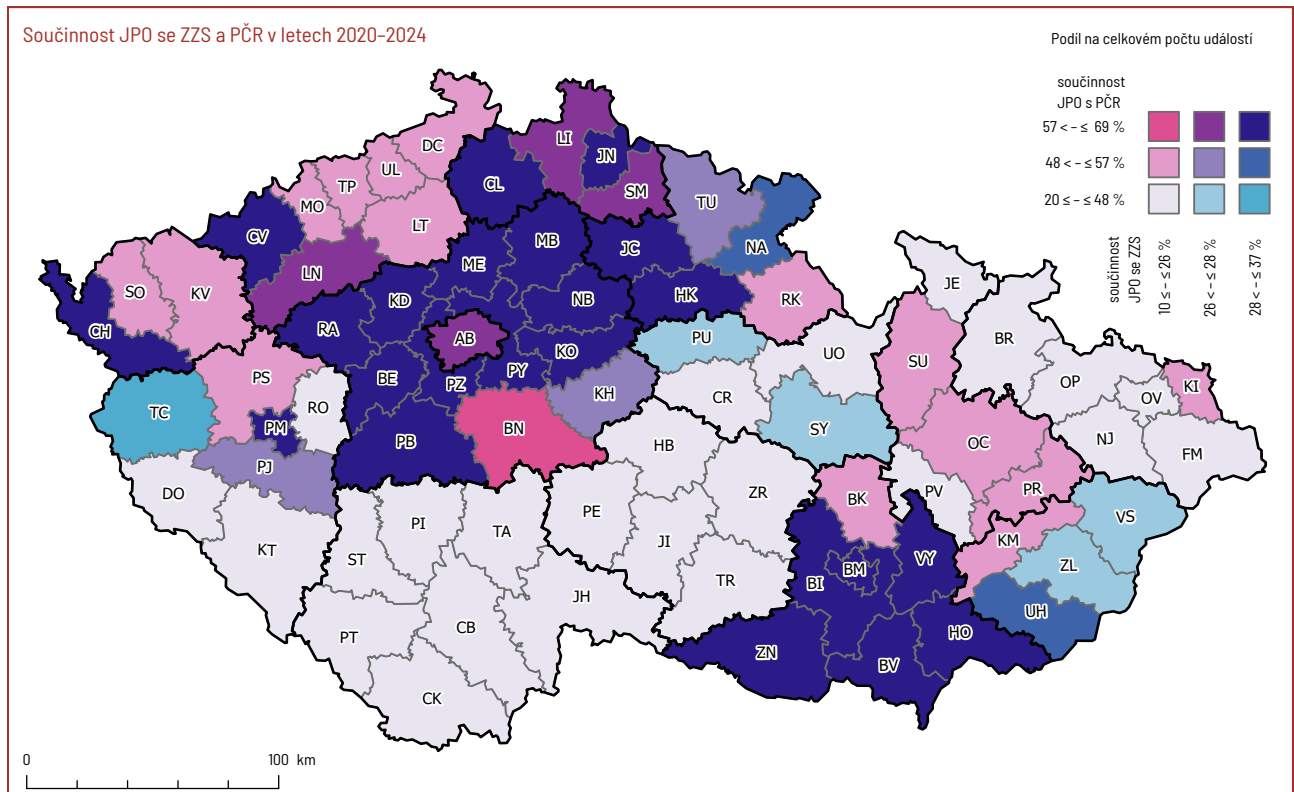 Součinnost JPO se ZZS a PČR v letech 2020–2024
Podíl na celkovém počtu událostí
součinnost
JPO s PČR
57 < – ≤ 69 %
48 < – ≤ 57 %
20 ≤ – ≤ 48 %
součinnost
JPO se ZZS
10 ≤ – ≤ 26 %
26 < – ≤ 28 %
28 < – ≤ 37 %
DC
LI
JN
UL
TP
CL
SM
MO
TU
LT
CV
MB
JC
NA
ME
LN
JE
SO
KV
KD
NB
HK
RK
CH
RA
AB
PU
BR
KO
UO
SU
PS
BE
PZ
PY
OP
KI
RO
KH
CR
OV
TC
PM
BN
SY
PB
HB
OC
NJ
FM
PJ
DO
ZR
BK
PV
PR
VS
PI
PE
TA
KM
KT
ST
JI
VY
ZL
BM
BI
TR
JH
UH
CB
PT
HO
ZN
BV
CK
0
100 km